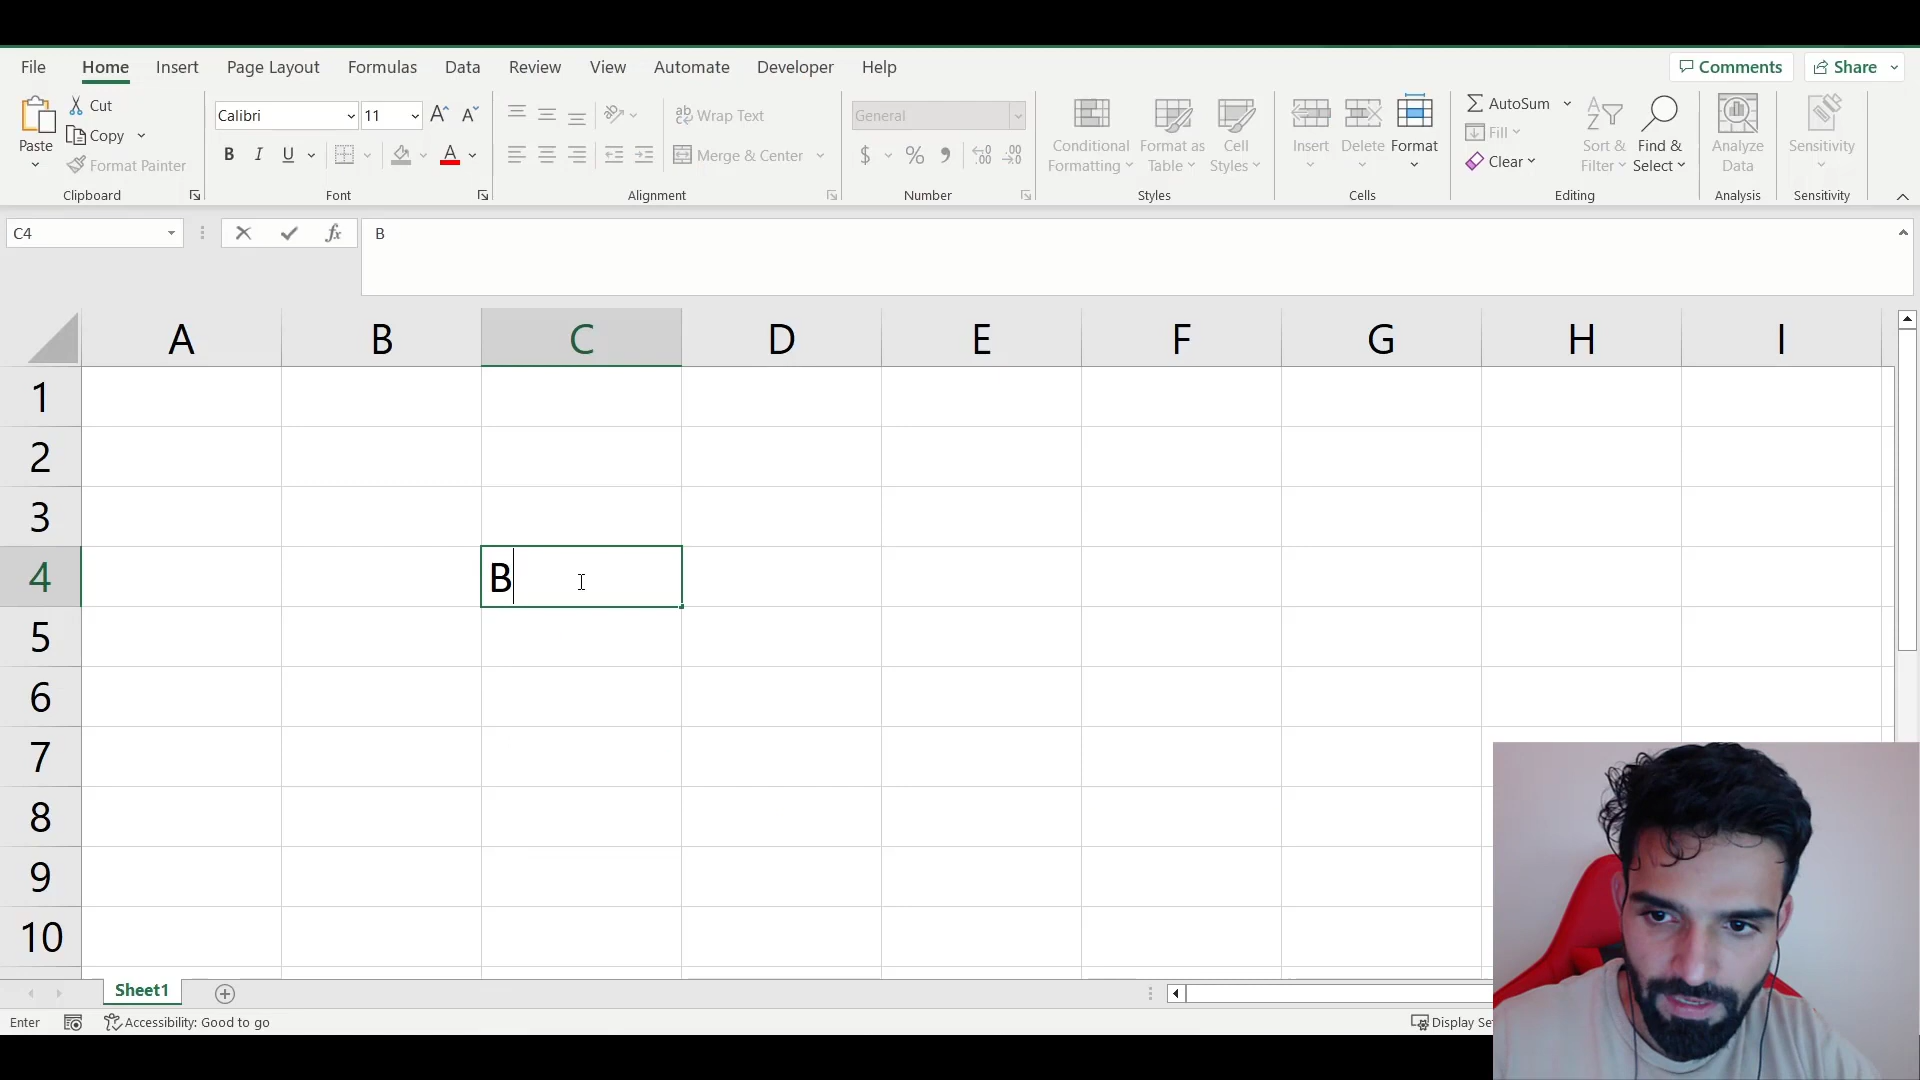 File Home Insert Page Layout Formulas Data Review View Automate Developer Help Comments Share
Paste Cut Copy Format Painter Clipboard
Calibri 11 A A B I U A Font
ab Wrap Text Merge & Center Alignment
General $ % 9 Number
Conditional Formatting Format as Table Cell Styles Styles
Insert Delete Format Cells
AutoSum Fill Clear Sort & Filter Find & Select Editing
Analyze Data Analysis
Sensitivity Sensitivity
C4 fx B
A B C D E F G H I
1
2
3
4 B
5
6
7
8
9
10
Sheet1
Enter Accessibility: Good to go Display Se